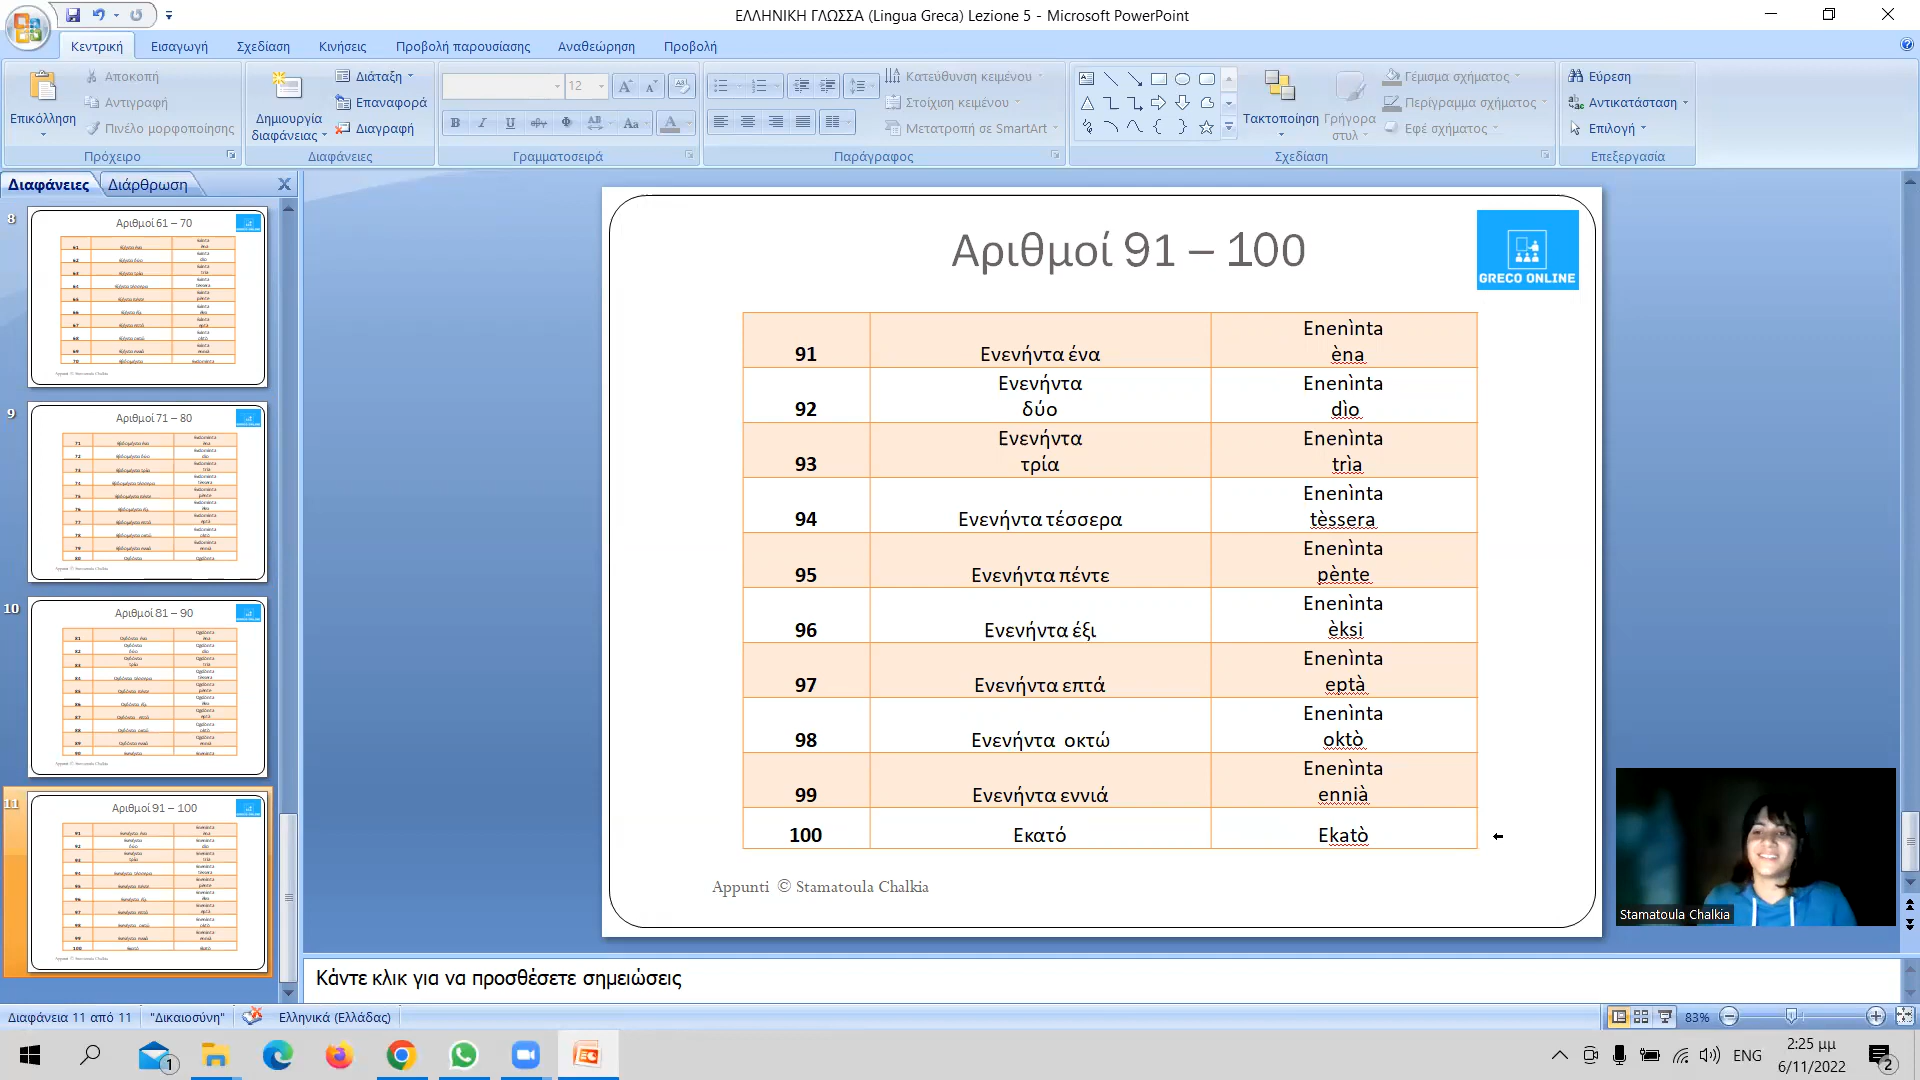 ΕΛΛΗΝΙΚΗ ΓΛΩΣΣΑ (Lingua Greca) Lezione 5 - Microsoft PowerPoint
Κεντρική Εισαγωγή Σχεδίαση Κινήσεις Προβολή παρουσίασης Αναθεώρηση Προβολή
Επικόλληση
Αποκοπή
Αντιγραφή
Πινέλο μορφοποίησης
Πρόχειρο
Δημιουργία
διαφάνειας
Διάταξη
Επαναφορά
Διαγραφή
Διαφάνειες
12
Γραμματοσειρά
Κατεύθυνση κειμένου
Στοίχιση κειμένου
Μετατροπή σε SmartArt
Παράγραφος
Τακτοποίηση
Γρήγορα
στυλ
Γέμισμα σχήματος
Περίγραμμα σχήματος
Εφέ σχήματος
Σχεδίαση
Εύρεση
Αντικατάσταση
Επιλογή
Επεξεργασία
Διαφάνειες Διάρθρωση
8
Αριθμοί 61 – 70
9
Αριθμοί 71 – 80
10
Αριθμοί 81 – 90
11
Αριθμοί 91 – 100
Αριθμοί 91 – 100
GRECO ONLINE
91 Ενενήντα ένα Enenìnta
èna
92 Ενενήντα
δύο Enenìnta
dìo
93 Ενενήντα
τρία Enenìnta
trìa
94 Ενενήντα τέσσερα Enenìnta
tèssera
95 Ενενήντα πέντε Enenìnta
pènte
96 Ενενήντα έξι Enenìnta
èksi
97 Ενενήντα επτά Enenìnta
eptà
98 Ενενήντα οκτώ Enenìnta
oktò
99 Ενενήντα εννιά Enenìnta
ennià
100 Εκατό Ekatò
Appunti © Stamatoula Chalkia
Stamatoula Chalkia
Κάντε κλικ για να προσθέσετε σημειώσεις
Διαφάνεια 11 από 11 "Δικαιοσύνη" Ελληνικά (Ελλάδας) 83%
1
ENG
2:25 μμ
6/11/2022
2